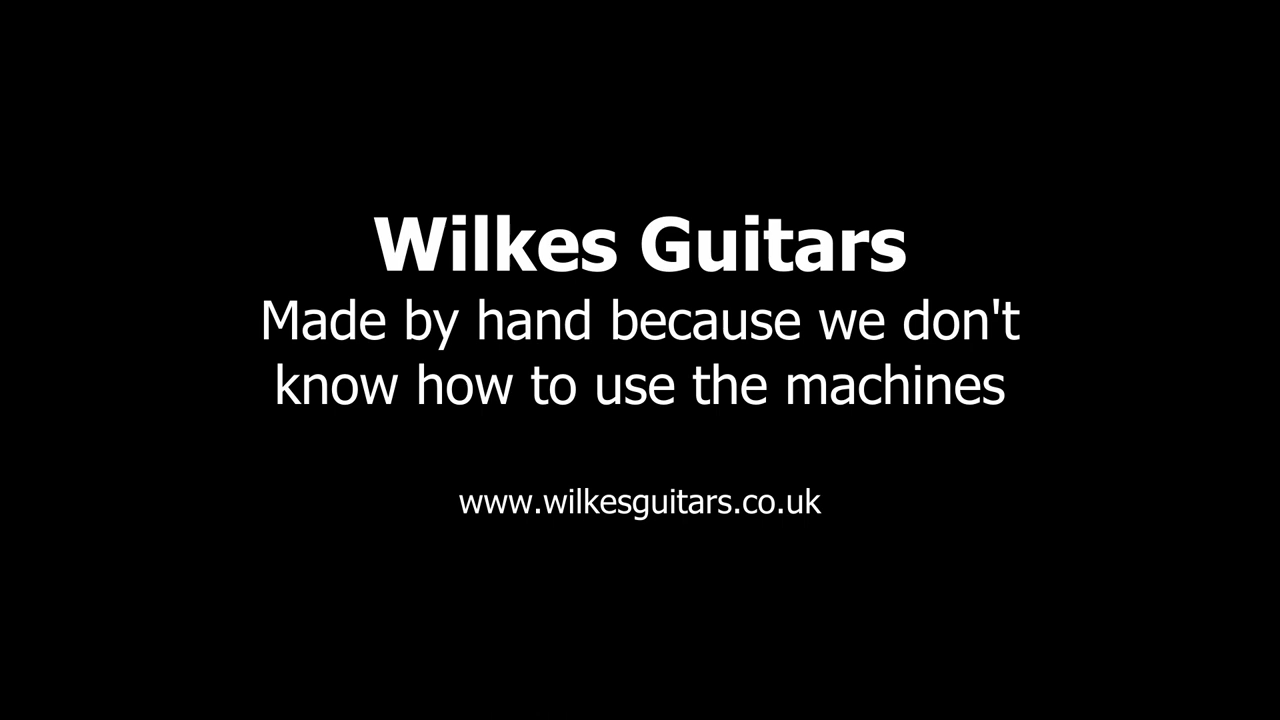 Wilkes Guitars
Made by hand because we don't
know how to use the machines
www.wilkesguitars.co.uk